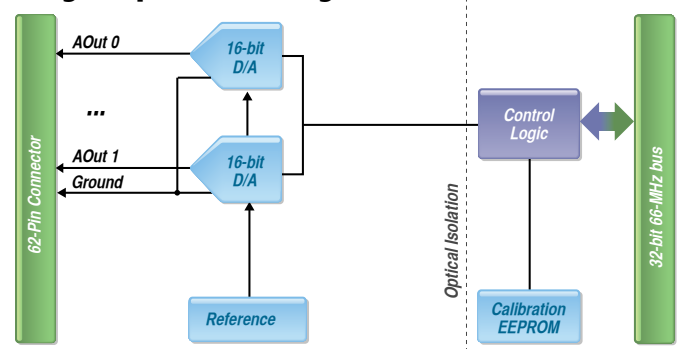 AOut 0
16-bit
D/A
...
AOut 1
Ground
16-bit
D/A
62-Pin Connector
Reference
Optical Isolation
Control
Logic
Calibration
EEPROM
32-bit 66-MHz bus